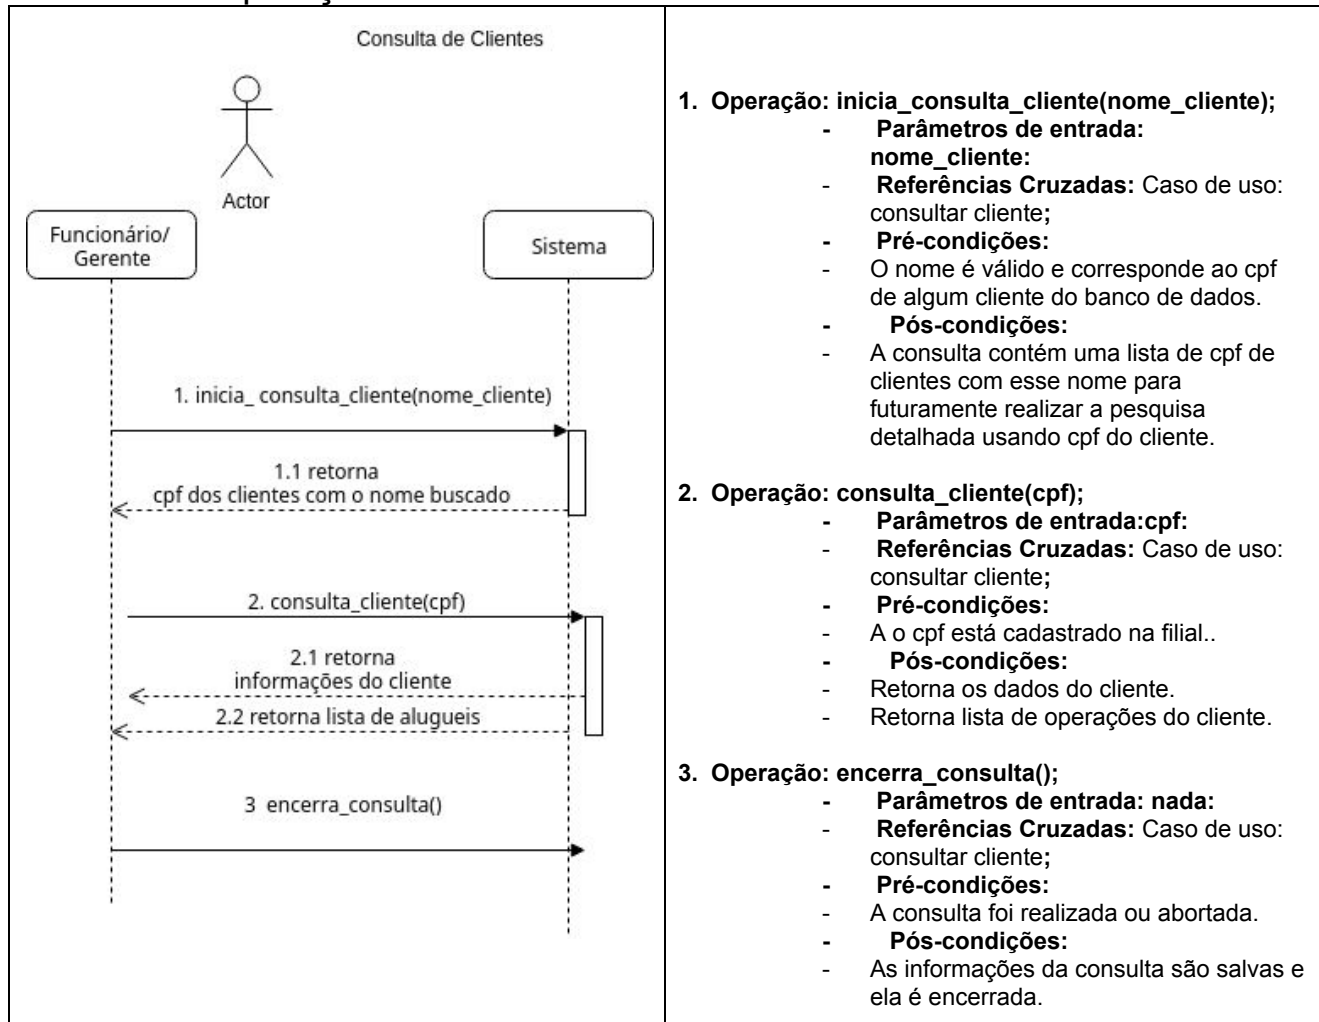 Consulta de Clientes
Actor
Funcionário/
Gerente
Sistema
1. inicia_ consulta_cliente(nome_cliente)
1.1 retorna
cpf dos clientes com o nome buscado
2. consulta_cliente(cpf)
2.1 retorna
informações do cliente
2.2 retorna lista de alugueis
3 encerra_consulta()
1. Operação: inicia_consulta_cliente(nome_cliente);
- Parâmetros de entrada:
nome_cliente:
- Referências Cruzadas: Caso de uso:
consultar cliente;
- Pré-condições:
- O nome é válido e corresponde ao cpf
de algum cliente do banco de dados.
- Pós-condições:
- A consulta contém uma lista de cpf de
clientes com esse nome para
futuramente realizar a pesquisa
detalhada usando cpf do cliente.
2. Operação: consulta_cliente(cpf);
- Parâmetros de entrada:cpf:
- Referências Cruzadas: Caso de uso:
consultar cliente;
- Pré-condições:
- A o cpf está cadastrado na filial..
- Pós-condições:
- Retorna os dados do cliente.
- Retorna lista de operações do cliente.
3. Operação: encerra_consulta();
- Parâmetros de entrada: nada:
- Referências Cruzadas: Caso de uso:
consultar cliente;
- Pré-condições:
- A consulta foi realizada ou abortada.
- Pós-condições:
- As informações da consulta são salvas e
ela é encerrada.